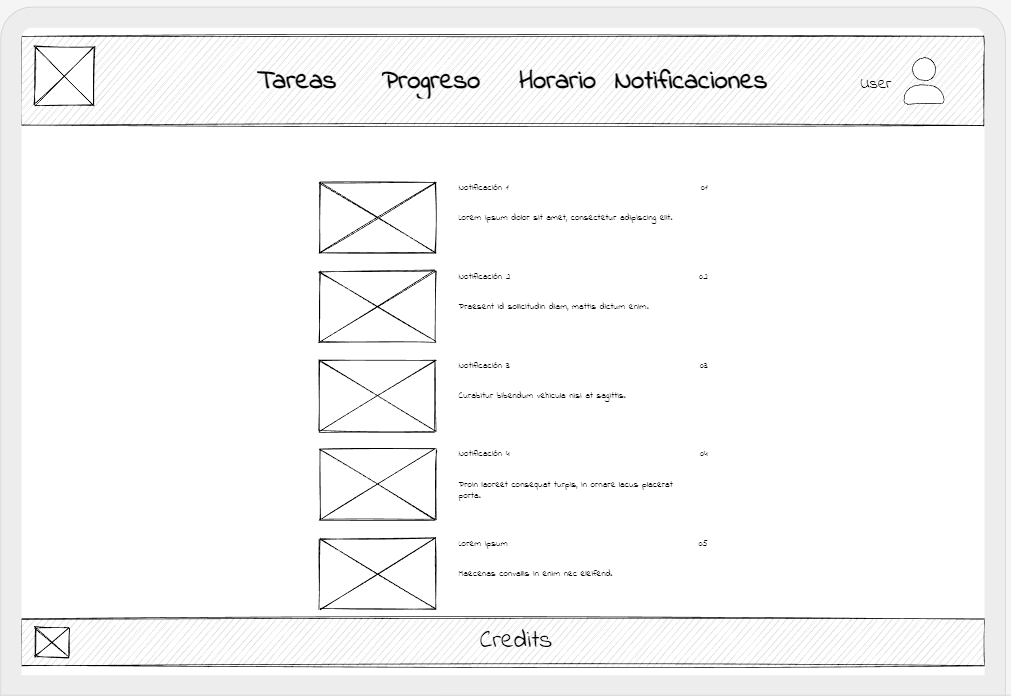 Tareas Progreso Horario Notificaciones user
Notificación 1 01
Lorem ipsum dolor sit amet, consectetur adipiscing elit.
Notificación 2 02
Praesent id sollicitudin diam, mattis dictum enim.
Notificación 3 03
Curabitur bibendum vehicula nisl at sagittis.
Notificación 4 04
Proin laoreet consequat turpis, in ornare lacus placerat
porta.
Lorem ipsum 05
Maecenas convallis in enim nec eleifend.
Credits